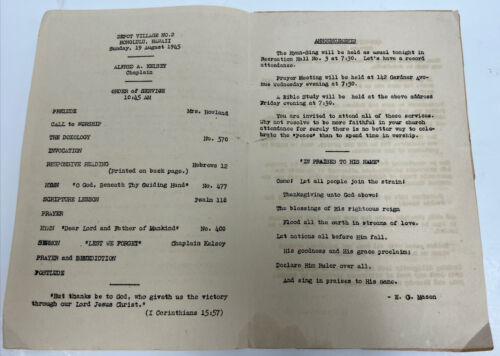 DEPOT VILLAGE NO.2
HONOLULU, HAWAII
Sunday, 19 August 1945
ALFRED A. KELSEY
Chaplain
ORDER OF SERVICE
10:45 AM
PRELUDE Mrs. Howland
CALL TO WORSHIP
THE DOXOLOGY No. 570
INVOCATION
RESPONSIVE READING Hebrews 12
(Printed on back page.)
HYMN "O God, Beneath Thy Guiding Hand" No. 477
SCRIPTURE LESSON Psalm 118
PRAYER
HYMN "Dear Lord and Father of Mankind" No. 400
SERMON "LEST WE FORGET" Chaplain Kelsey
PRAYER and BENEDICTION
POSTLUDE
"But thanks be to God, who giveth us the victory
through our Lord Jesus Christ."
(I Corinthians 15:57)
ANNOUNCEMENTS
The Hymn-Sing will be held as usual tonight in
Recreation Hall No. 3 at 7:30. Let's have a record
attendance.
Prayer Meeting will be held at 142 Gardner Ave-
nue Wednesday evening at 7:30.
A Bible Study will be held at the above address
Friday evening at 7:30.
You are invited to attend all of these services.
Why not resolve to be more faithful in your church
attendance for surely there is no better way to cele-
brate the "peace" than to spend time in worship.
"IN PRAISES TO HIS NAME"
Come! Let all people join the strain!
Thanksgiving unto God above!
The blessings of His righteous reign
Flood all the earth in streams of love.
Let nations all before Him fall.
His goodness and His grace proclaim;
Declare Him Ruler over all,
And sing in praises to His name.
- E. G. Mason